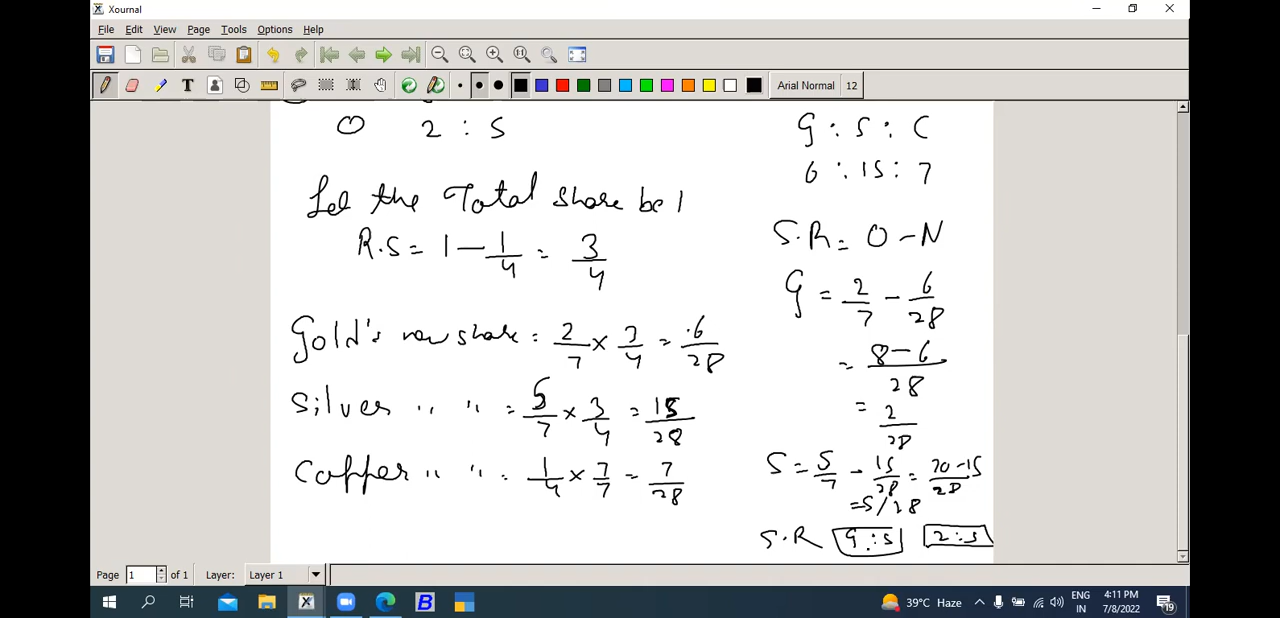 Xournal
File Edit View Page Tools Options Help
Arial Normal 12
O 2 : 5
Let the Total share be 1
R.S = 1 - 1/4 = 3/4
Gold's new share = 2/7 × 3/4 = 6/28
Silver " " = 5/7 × 3/4 = 15/28
Copper " " = 1/4 × 7/7 = 7/28
G : S : C
6 : 15 : 7
S.R = O - N
G = 2/7 - 6/28
= 8-6/28
= 2/28
S = 5/7 - 15/28 = 20-15/28
= 5/28
S.R G : S 2 : 5
Page 1 of 1 Layer: Layer 1
39°C Haze ENG IN 4:11 PM 7/8/2022 19